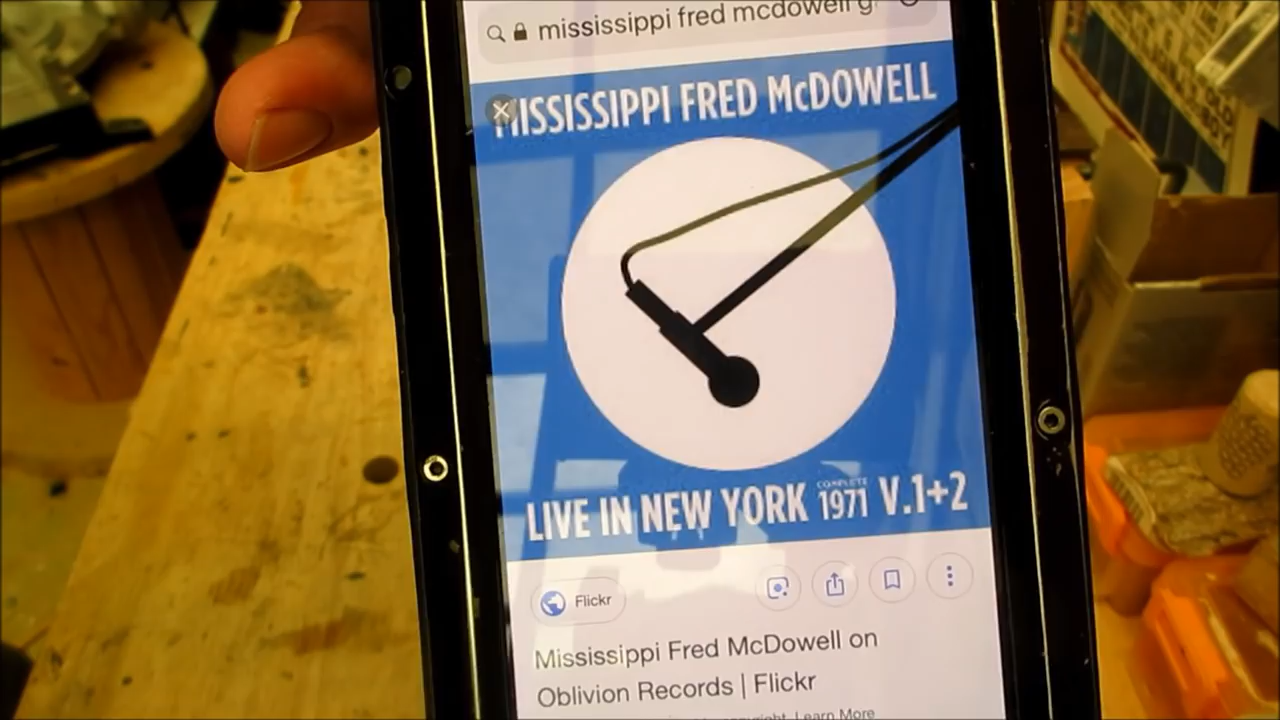 mississippi fred mcdowell g
MISSISSIPPI FRED McDOWELL
LIVE IN NEW YORK COMPLETE 1971 V.1+2
Flickr
Mississippi Fred McDowell on
Oblivion Records | Flickr
copyright. Learn More